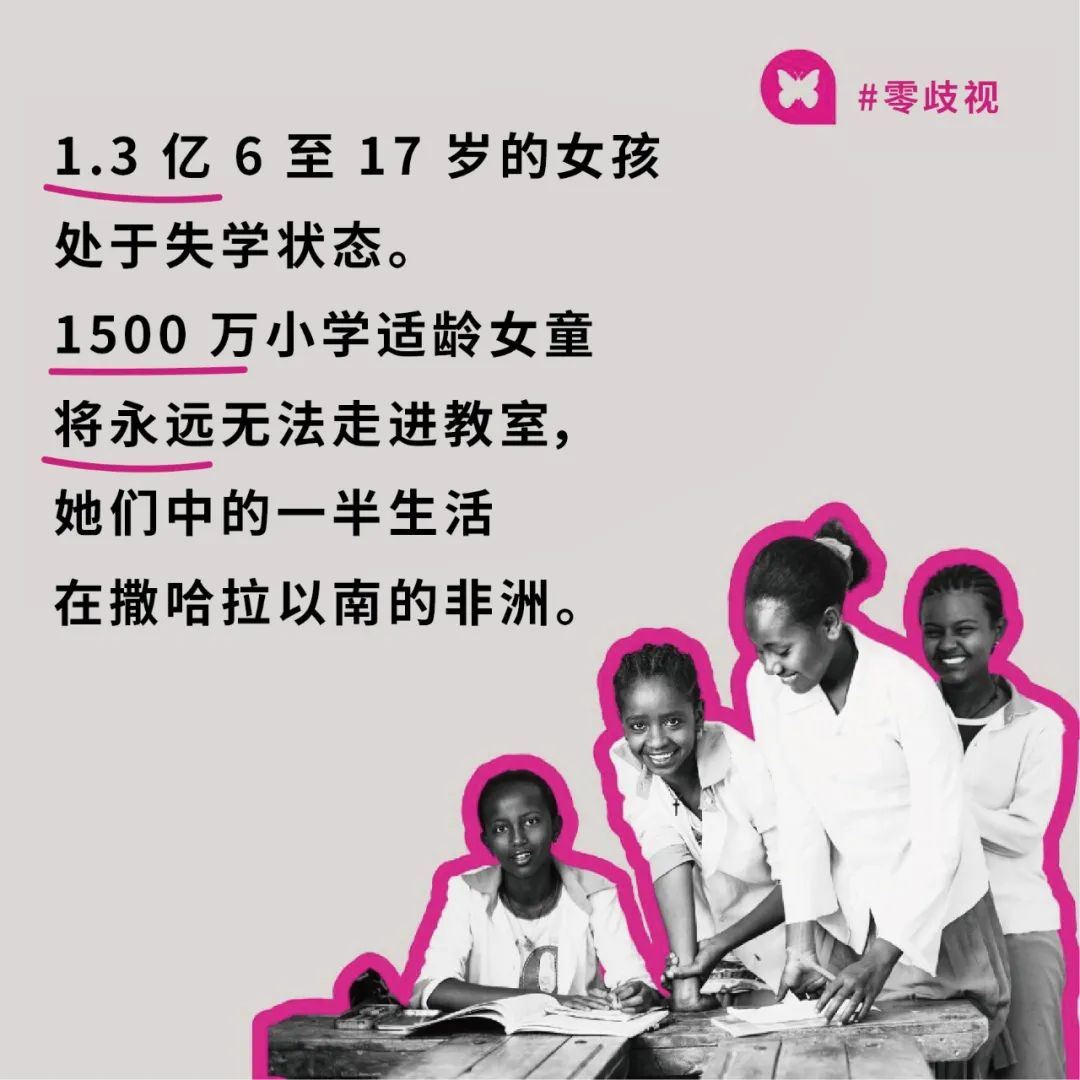 #零歧视
1.3 亿 6 至 17 岁的女孩
处于失学状态。
1500 万小学适龄女童
将永远无法走进教室，
她们中的一半生活
在撒哈拉以南的非洲。